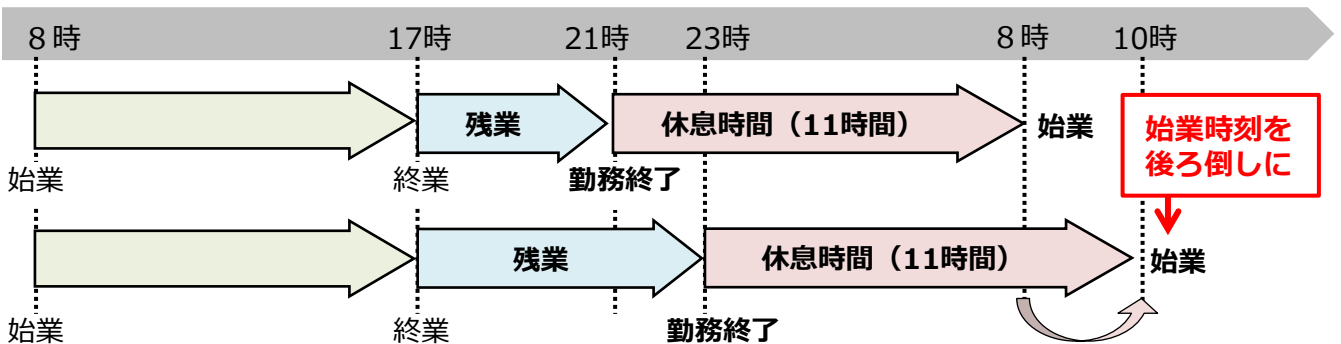 ８時 17時 21時 23時 ８時 10時
残業 休息時間（11時間） 始業
始業時刻を
後ろ倒しに
始業 終業 勤務終了
残業 休息時間（11時間） 始業
始業 終業 勤務終了